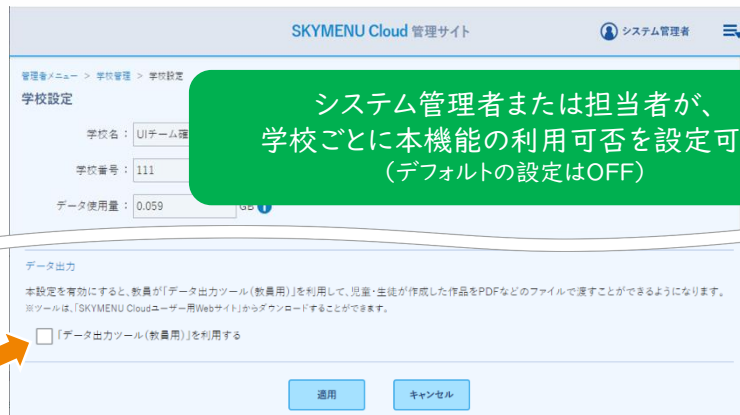 SKYMENU Cloud 管理サイト
システム管理者
管理者メニュー > 学校管理 > 学校設定
学校設定
システム管理者または担当者が、
学校ごとに本機能の利用可否を設定可
（デフォルトの設定はOFF）
学校名： UIチーム確
学校番号： 111
データ使用量： 0.059 GB
データ出力
本設定を有効にすると、教員が「データ出力ツール（教員用）」を利用して、児童・生徒が作成した作品をPDFなどのファイルで渡すことができるようになります。
※ツールは、「SKYMENU Cloudユーザー用Webサイト」からダウンロードすることができます。
「データ出力ツール（教員用）」を利用する
適用 キャンセル